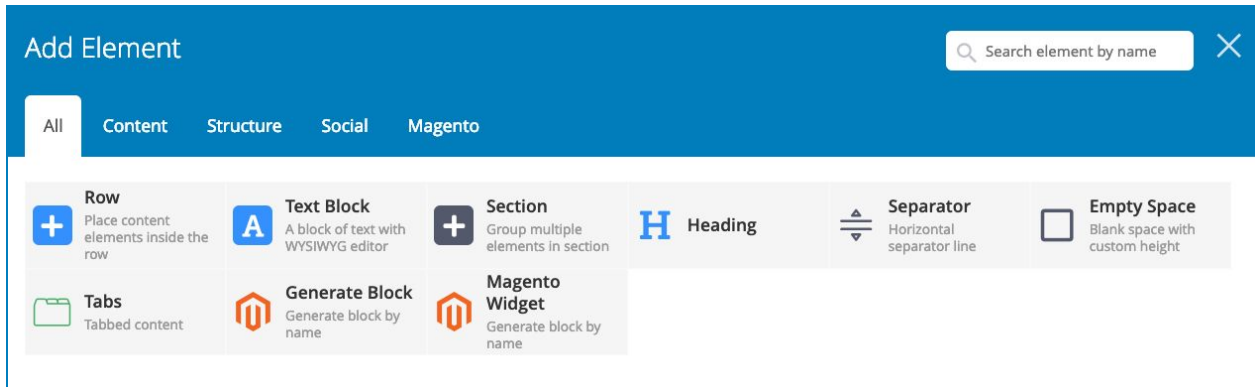 Add Element
Search element by name
All
Content
Structure
Social
Magento
Row
Place content
elements inside the
row
Text Block
A block of text with
WYSIWYG editor
Section
Group multiple
elements in section
Heading
Separator
Horizontal
separator line
Empty Space
Blank space with
custom height
Tabs
Tabbed content
Generate Block
Generate block by
name
Magento
Widget
Generate block by
name